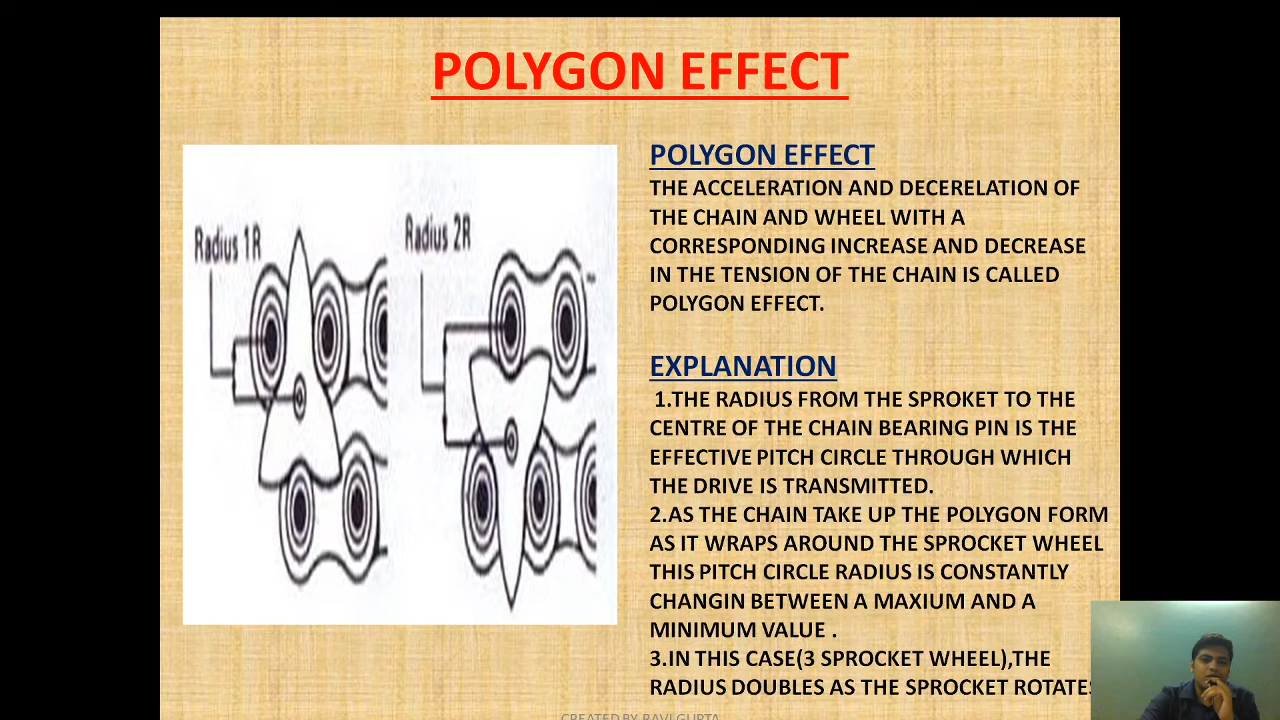 POLYGON EFFECT
Radius 1R
Radius 2R
POLYGON EFFECT
THE ACCELERATION AND DECERELATION OF
THE CHAIN AND WHEEL WITH A
CORRESPONDING INCREASE AND DECREASE
IN THE TENSION OF THE CHAIN IS CALLED
POLYGON EFFECT.
EXPLANATION
1.THE RADIUS FROM THE SPROKET TO THE
CENTRE OF THE CHAIN BEARING PIN IS THE
EFFECTIVE PITCH CIRCLE THROUGH WHICH
THE DRIVE IS TRANSMITTED.
2.AS THE CHAIN TAKE UP THE POLYGON FORM
AS IT WRAPS AROUND THE SPROCKET WHEEL
THIS PITCH CIRCLE RADIUS IS CONSTANTLY
CHANGIN BETWEEN A MAXIUM AND A
MINIMUM VALUE .
3.IN THIS CASE(3 SPROCKET WHEEL),THE
RADIUS DOUBLES AS THE SPROCKET ROTATES
CREATED BY RAVI GUPTA